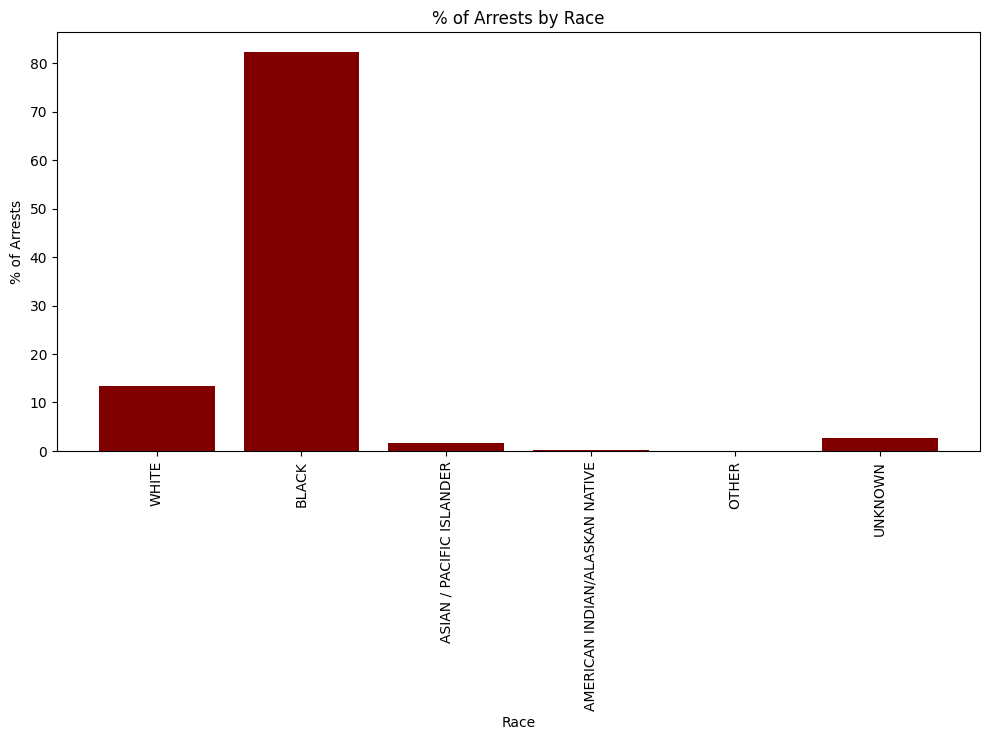 % of Arrests by Race
% of Arrests
80
70
60
50
40
30
20
10
0
WHITE
BLACK
ASIAN / PACIFIC ISLANDER
AMERICAN INDIAN/ALASKAN NATIVE
OTHER
UNKNOWN
Race